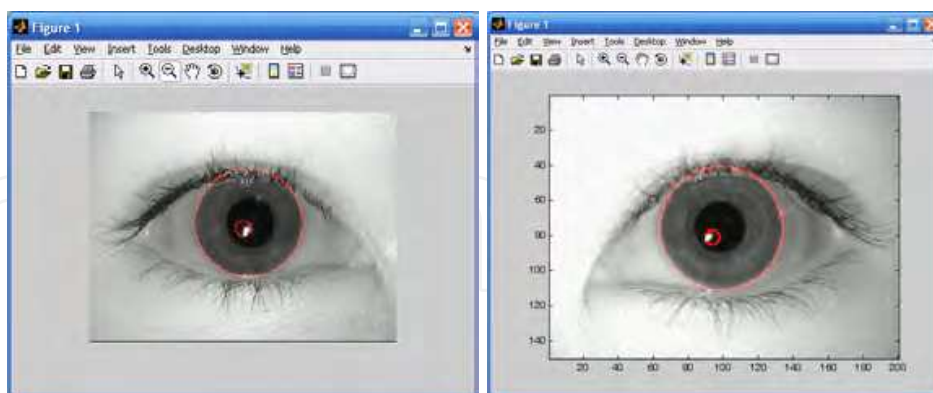 Figure 1
File Edit View Insert Tools Desktop Window Help
Figure 1
File Edit View Insert Tools Desktop Window Help
20
40
60
80
100
120
140
20 40 60 80 100 120 140 160 180 200